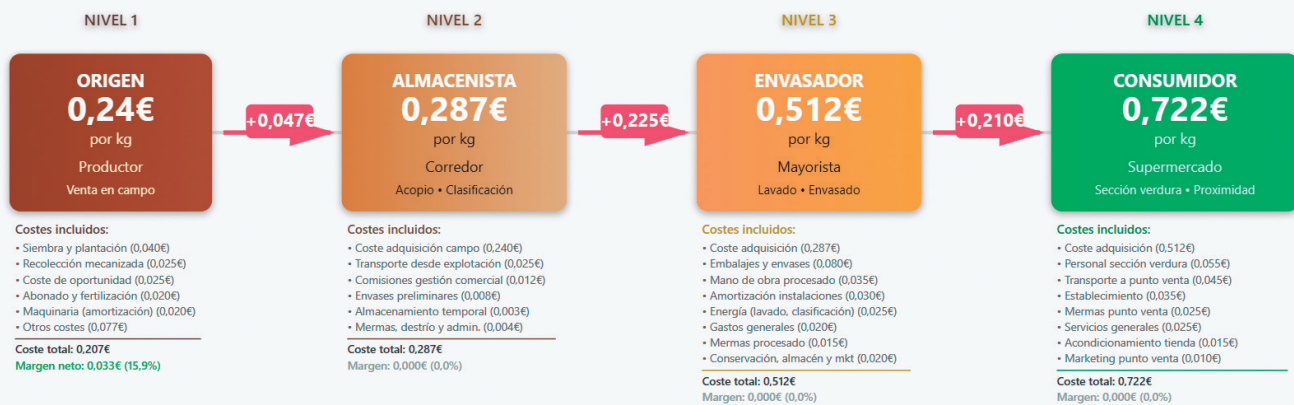 NIVEL 1
ORIGEN
0,24€
por kg
Productor
Venta en campo
Costes incluidos:
• Siembra y plantación (0,040€)
• Recolección mecanizada (0,025€)
• Coste de oportunidad (0,025€)
• Abonado y fertilización (0,020€)
• Maquinaria (amortización) (0,020€)
• Otros costes (0,077€)
Coste total: 0,207€
Margen neto: 0,033€ (15,9%)
+0,047€
NIVEL 2
ALMACENISTA
0,287€
por kg
Corredor
Acopio • Clasificación
Costes incluidos:
• Coste adquisición campo (0,240€)
• Transporte desde explotación (0,025€)
• Comisiones gestión comercial (0,012€)
• Envases preliminares (0,008€)
• Almacenamiento temporal (0,003€)
• Mermas, destrío y admin. (0,004€)
Coste total: 0,287€
Margen: 0,000€ (0,0%)
+0,225€
NIVEL 3
ENVASADOR
0,512€
por kg
Mayorista
Lavado • Envasado
Costes incluidos:
• Coste adquisición (0,287€)
• Embalajes y envases (0,080€)
• Mano de obra procesado (0,035€)
• Amortización instalaciones (0,030€)
• Energía (lavado, clasificación) (0,025€)
• Gastos generales (0,020€)
• Mermas procesado (0,015€)
• Conservación, almacén y mkt (0,020€)
Coste total: 0,512€
Margen: 0,000€ (0,0%)
+0,210€
NIVEL 4
CONSUMIDOR
0,722€
por kg
Supermercado
Sección verdura • Proximidad
Costes incluidos:
• Coste adquisición (0,512€)
• Personal sección verdura (0,055€)
• Transporte a punto venta (0,045€)
• Establecimiento (0,035€)
• Mermas punto venta (0,025€)
• Servicios generales (0,025€)
• Acondicionamiento tienda (0,015€)
• Marketing punto venta (0,010€)
Coste total: 0,722€
Margen: 0,000€ (0,0%)